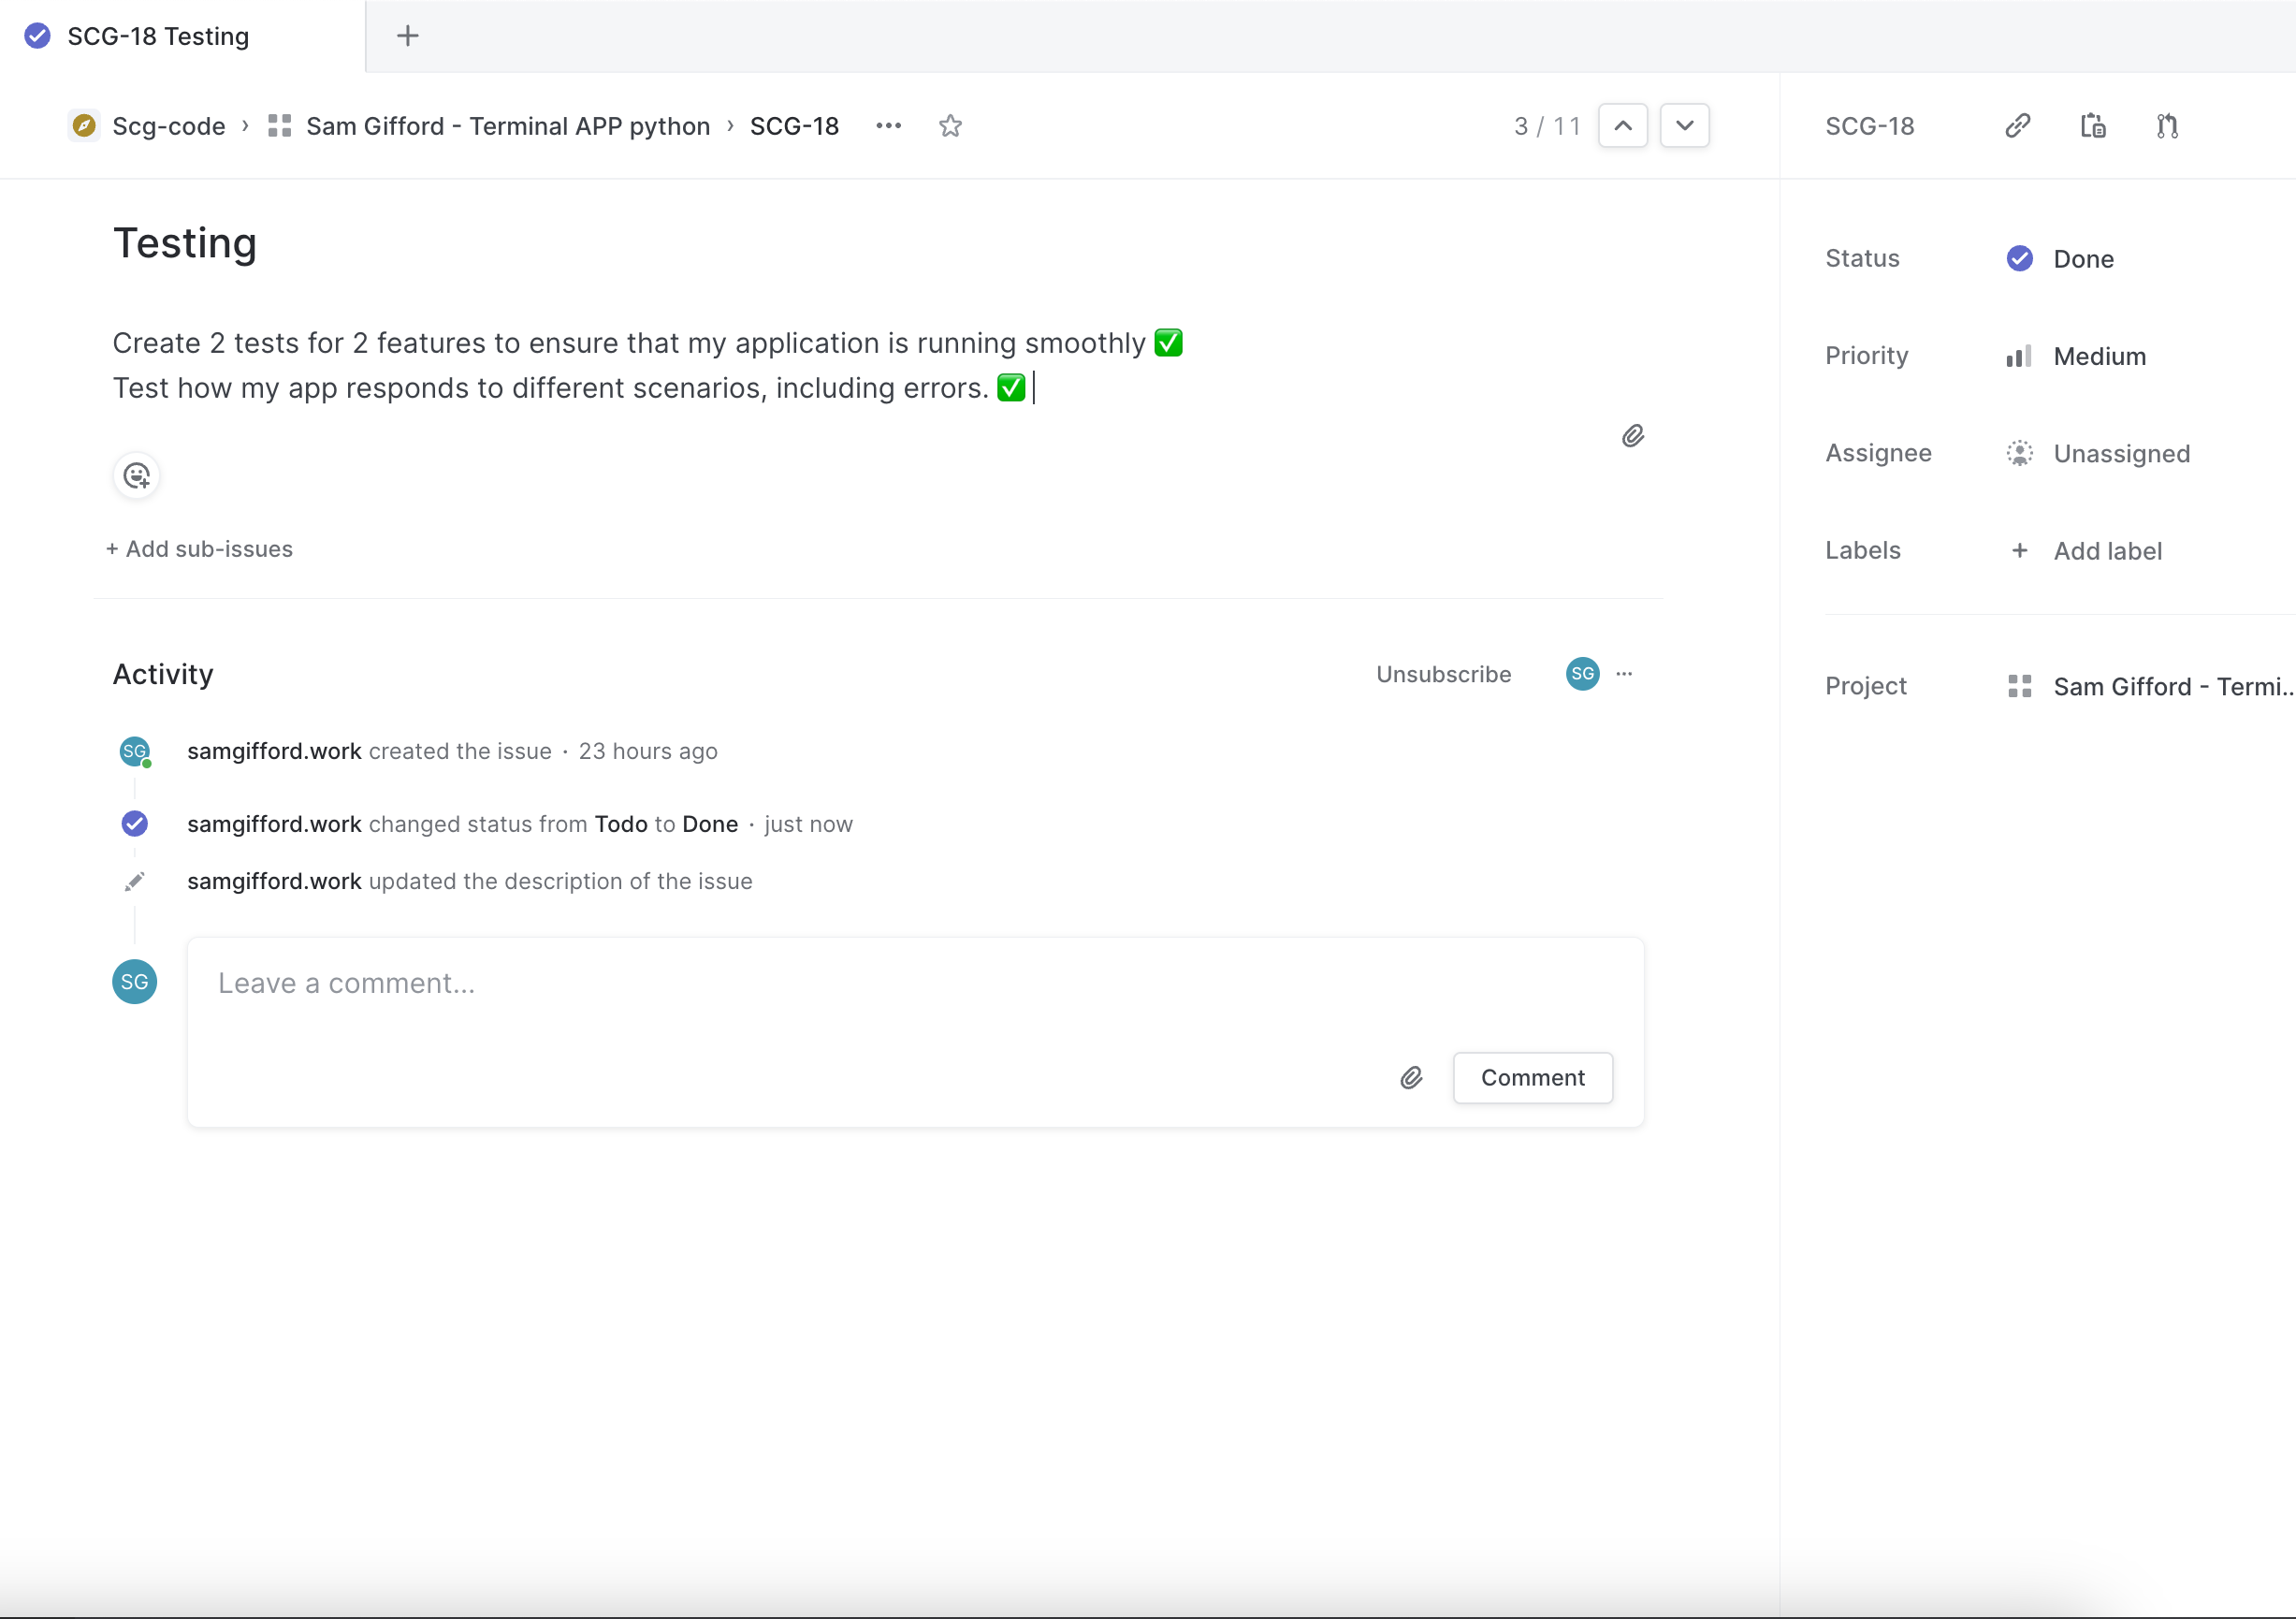 SCG-18 Testing
Scg-code › Sam Gifford - Terminal APP python › SCG-18
3 / 11
SCG-18
Testing
Create 2 tests for 2 features to ensure that my application is running smoothly ✅
Test how my app responds to different scenarios, including errors. ✅
+ Add sub-issues
Status Done
Priority Medium
Assignee Unassigned
Labels + Add label
Project Sam Gifford - Termi...
Activity
Unsubscribe SG
SG samgifford.work created the issue · 23 hours ago
samgifford.work changed status from Todo to Done · just now
samgifford.work updated the description of the issue
SG Leave a comment...
Comment